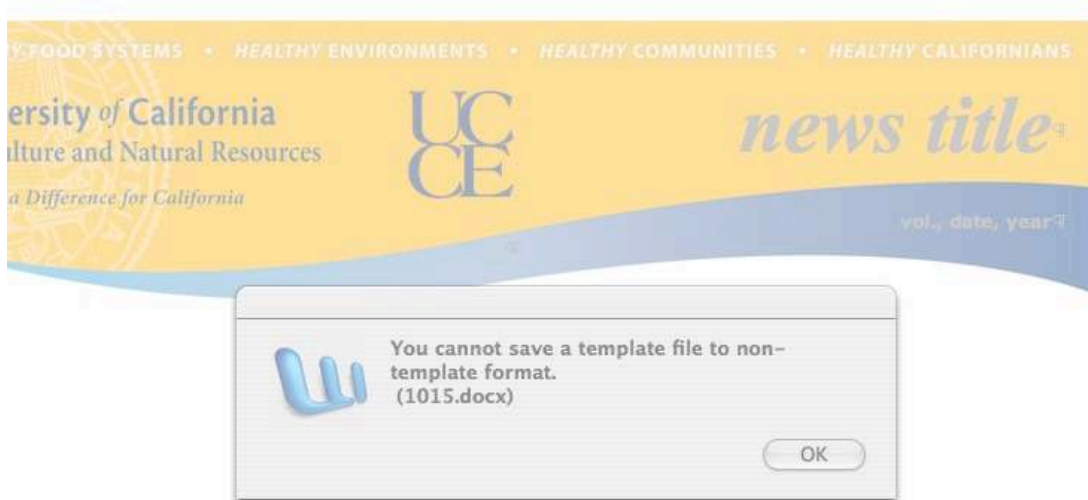 FOOD SYSTEMS • HEALTHY ENVIRONMENTS • HEALTHY COMMUNITIES • HEALTHY CALIFORNIANS
ersity of California
ulture and Natural Resources
a Difference for California
UC
CE
news title
vol., date, year
You cannot save a template file to non-
template format.
(1015.docx)
OK